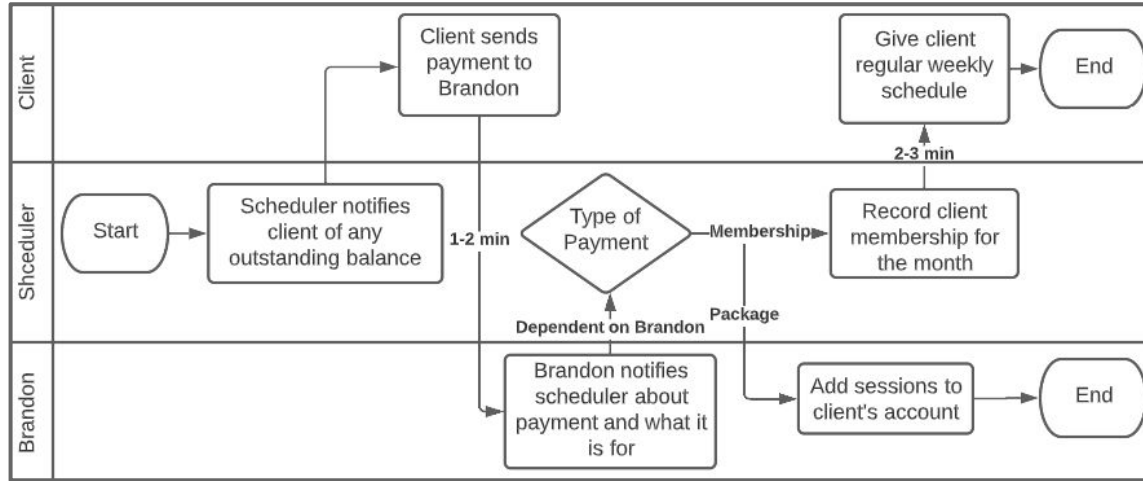 Client
Client sends
payment to
Brandon
Give client
regular weekly
schedule
End
2-3 min
Shceduler
Start
Scheduler notifies
client of any
outstanding balance
1-2 min
Type of
Payment
Membership
Record client
membership for
the month
Package
Dependent on Brandon
Brandon
Brandon notifies
scheduler about
payment and what it
is for
Add sessions to
client's account
End